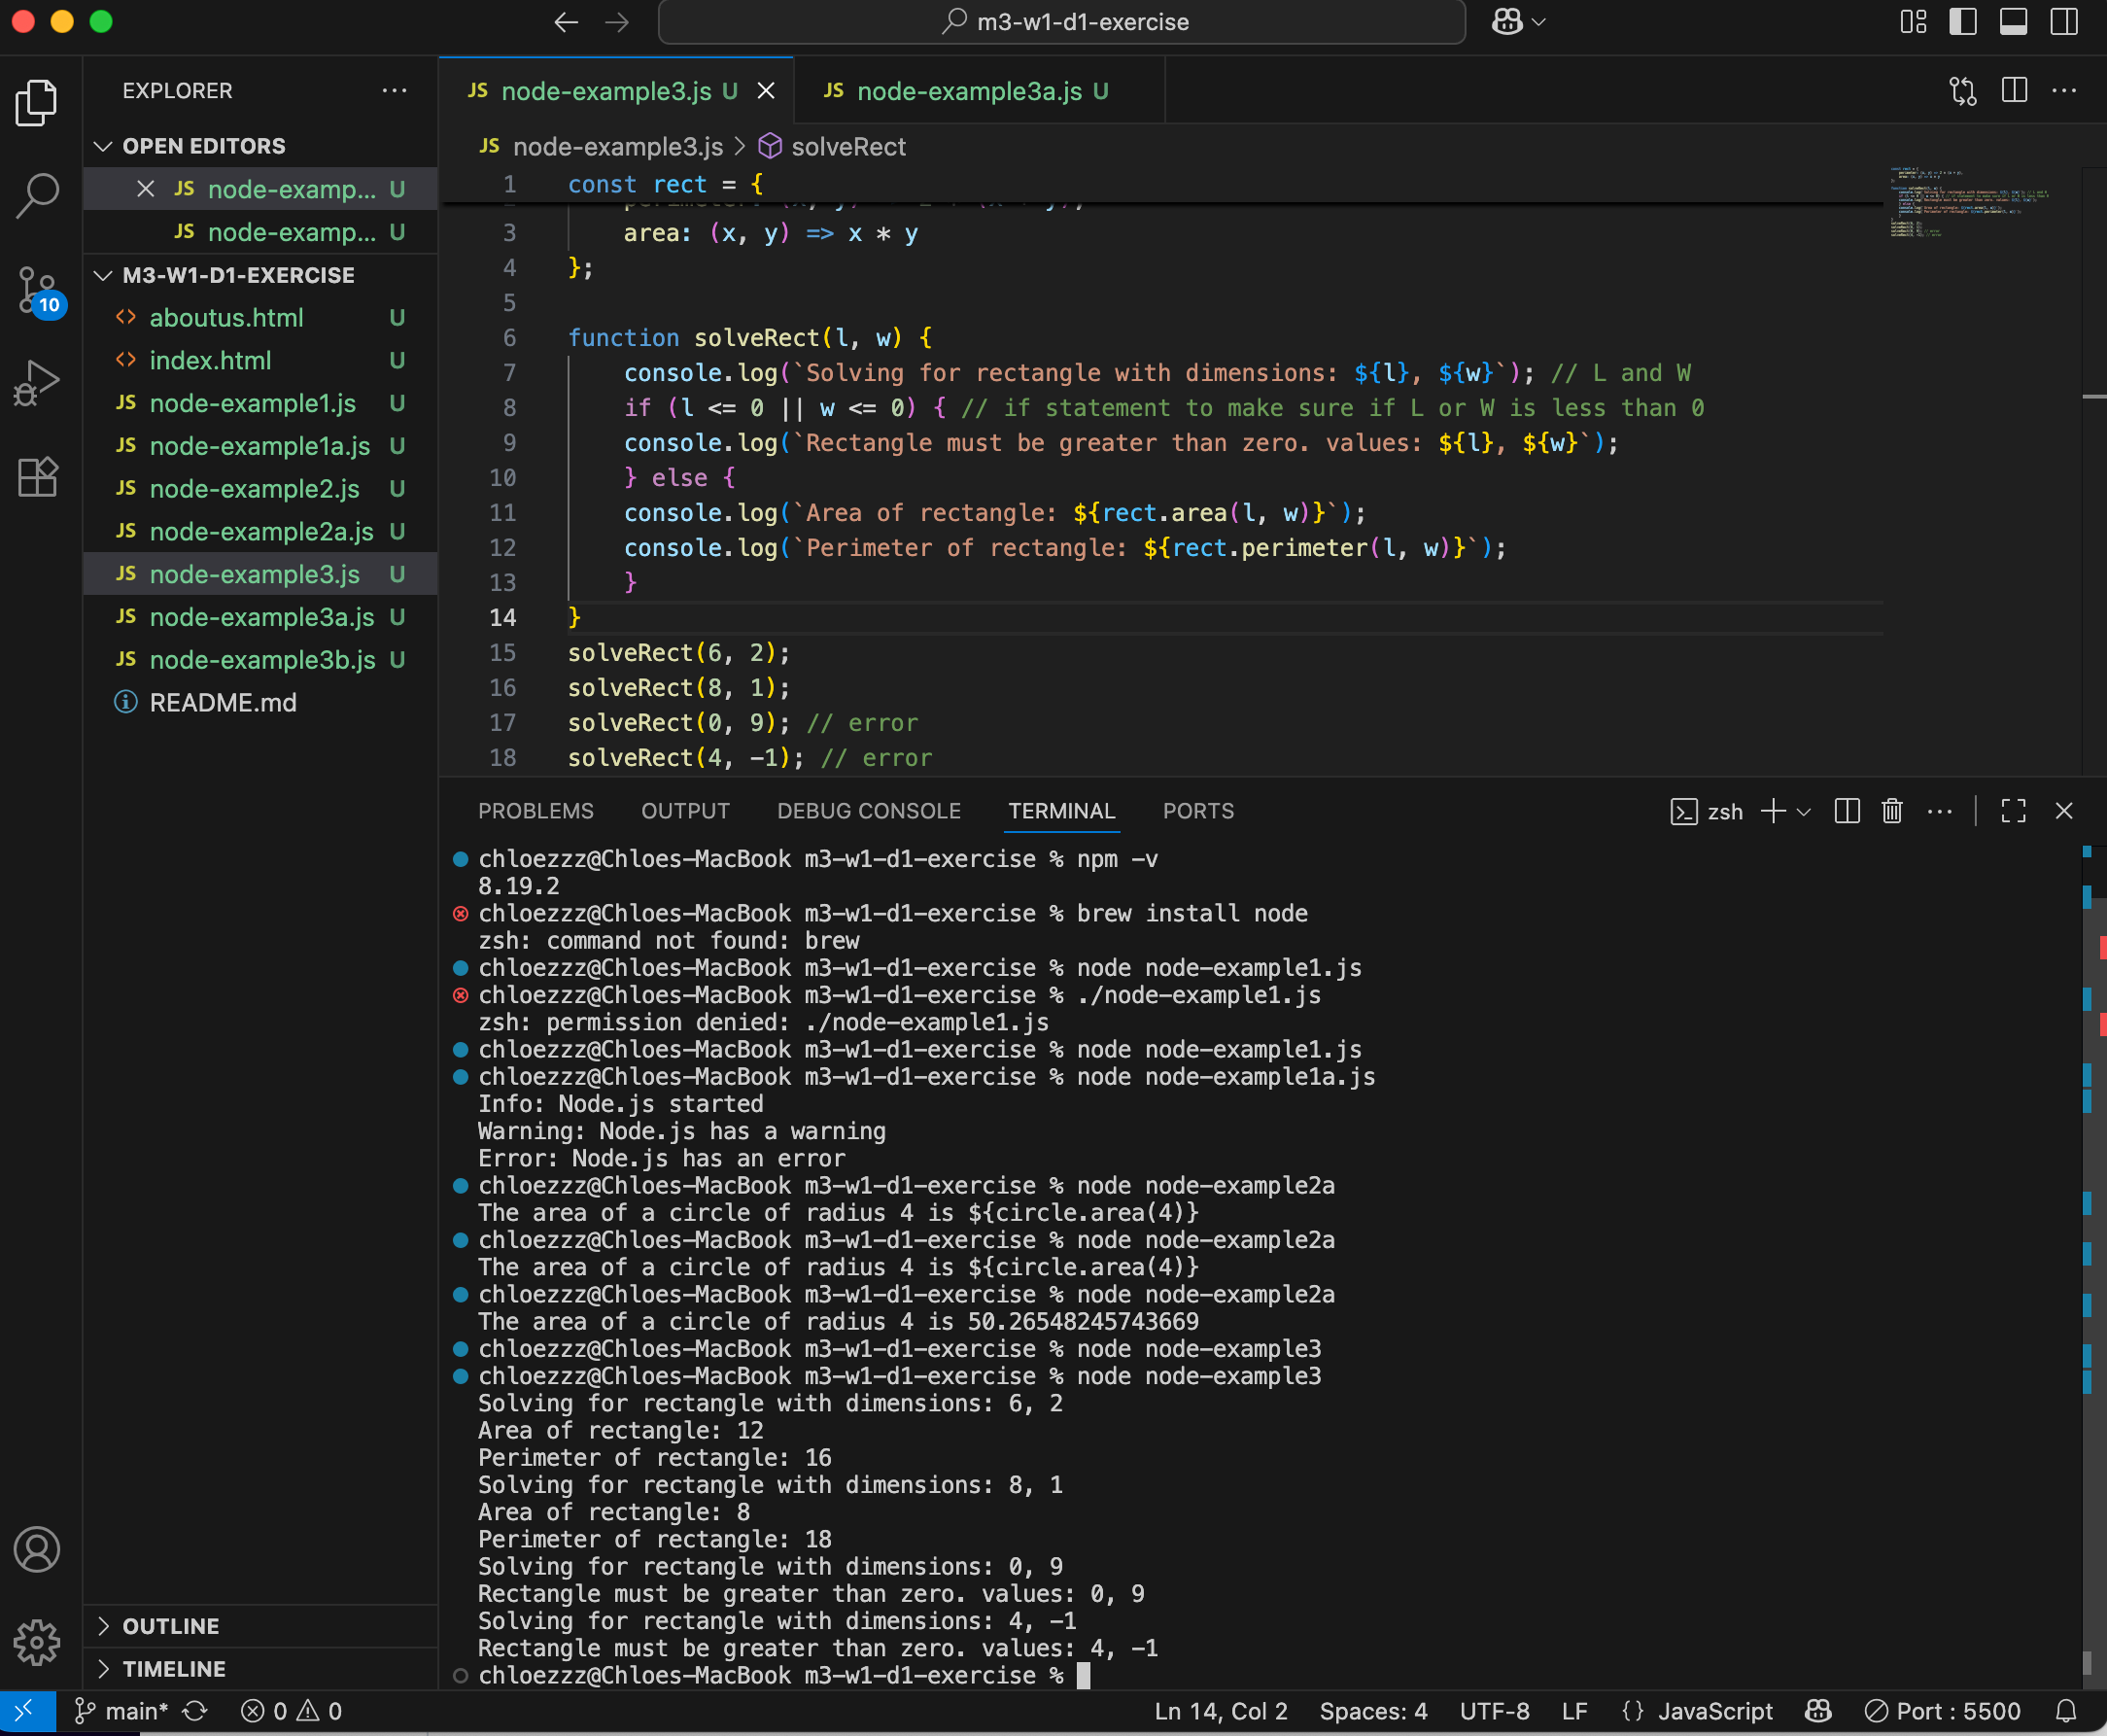 m3-w1-d1-exercise
EXPLORER
OPEN EDITORS
JS node-examp... U
JS node-examp... U
M3-W1-D1-EXERCISE
aboutus.html U
index.html U
JS node-example1.js U
JS node-example1a.js U
JS node-example2.js U
JS node-example2a.js U
JS node-example3.js U
JS node-example3a.js U
JS node-example3b.js U
README.md
10
OUTLINE
TIMELINE
JS node-example3.js U
JS node-example3a.js U
JS node-example3.js > solveRect
1 const rect = {
3 area: (x, y) => x * y
4 };
5
6 function solveRect(l, w) {
7 console.log(`Solving for rectangle with dimensions: ${l}, ${w}`); // L and W
8 if (l <= 0 || w <= 0) { // if statement to make sure if L or W is less than 0
9 console.log(`Rectangle must be greater than zero. values: ${l}, ${w}`);
10 } else {
11 console.log(`Area of rectangle: ${rect.area(l, w)}`);
12 console.log(`Perimeter of rectangle: ${rect.perimeter(l, w)}`);
13 }
14 }
15 solveRect(6, 2);
16 solveRect(8, 1);
17 solveRect(0, 9); // error
18 solveRect(4, -1); // error
PROBLEMS OUTPUT DEBUG CONSOLE TERMINAL PORTS
zsh
chloezzz@Chloes-MacBook m3-w1-d1-exercise % npm -v
8.19.2
chloezzz@Chloes-MacBook m3-w1-d1-exercise % brew install node
zsh: command not found: brew
chloezzz@Chloes-MacBook m3-w1-d1-exercise % node node-example1.js
chloezzz@Chloes-MacBook m3-w1-d1-exercise % ./node-example1.js
zsh: permission denied: ./node-example1.js
chloezzz@Chloes-MacBook m3-w1-d1-exercise % node node-example1.js
chloezzz@Chloes-MacBook m3-w1-d1-exercise % node node-example1a.js
Info: Node.js started
Warning: Node.js has a warning
Error: Node.js has an error
chloezzz@Chloes-MacBook m3-w1-d1-exercise % node node-example2a
The area of a circle of radius 4 is ${circle.area(4)}
chloezzz@Chloes-MacBook m3-w1-d1-exercise % node node-example2a
The area of a circle of radius 4 is ${circle.area(4)}
chloezzz@Chloes-MacBook m3-w1-d1-exercise % node node-example2a
The area of a circle of radius 4 is 50.26548245743669
chloezzz@Chloes-MacBook m3-w1-d1-exercise % node node-example3
chloezzz@Chloes-MacBook m3-w1-d1-exercise % node node-example3
Solving for rectangle with dimensions: 6, 2
Area of rectangle: 12
Perimeter of rectangle: 16
Solving for rectangle with dimensions: 8, 1
Area of rectangle: 8
Perimeter of rectangle: 18
Solving for rectangle with dimensions: 0, 9
Rectangle must be greater than zero. values: 0, 9
Solving for rectangle with dimensions: 4, -1
Rectangle must be greater than zero. values: 4, -1
chloezzz@Chloes-MacBook m3-w1-d1-exercise %
main* 0 0 Ln 14, Col 2 Spaces: 4 UTF-8 LF {} JavaScript Port : 5500